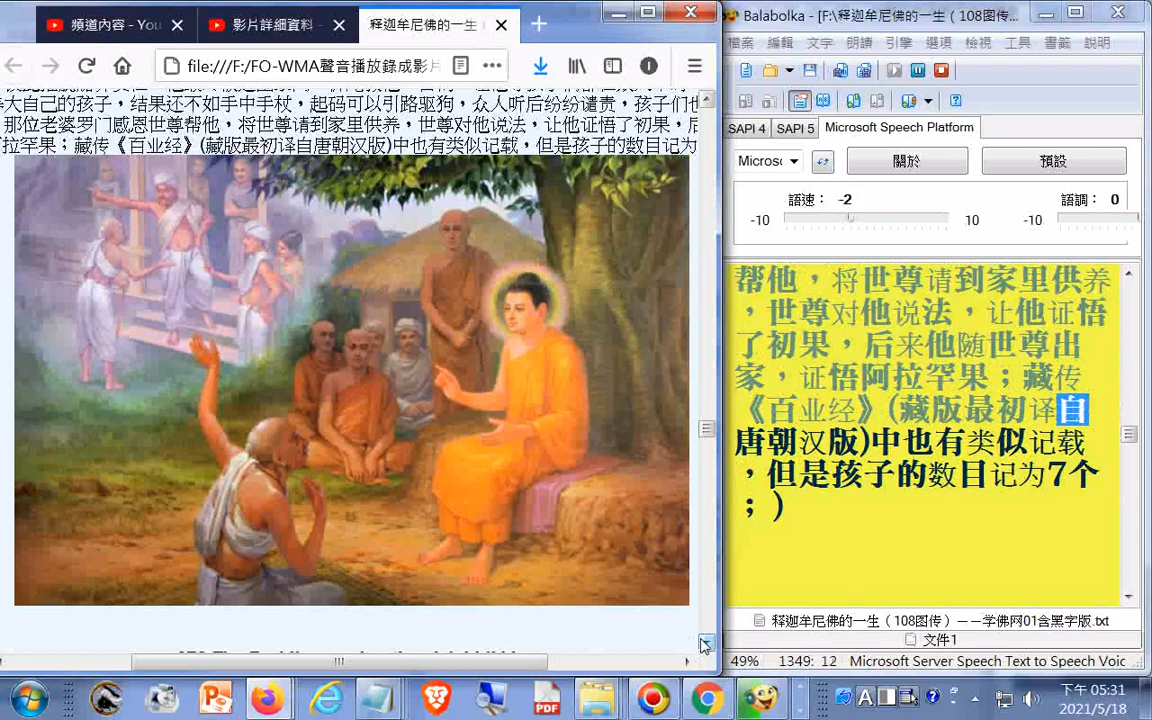 頻道內容 - You
影片詳細資料 -
释迦牟尼佛的一生
file:///F:/FO-WMA聲音播放錄成影片
大自己的孩子，结果还不如手中手杖，起码可以引路驱狗，众人听后纷纷谴责，孩子们也
那位老婆罗门感恩世尊帮他，将世尊请到家里供养，世尊对他说法，让他证悟了初果，后
拉罕果；藏传《百业经》(藏版最初译自唐朝汉版)中也有类似记载，但是孩子的数目记为
Balabolka - [F:\释迦牟尼佛的一生（108图传...
檔案 編輯 文字 朗讀 引擎 選項 檢視 工具 書籤 說明
SAPI 4 SAPI 5 Microsoft Speech Platform
Micros 關於 預設
語速： -2 語調： 0
-10 10 -10
帮他，将世尊请到家里供养
，世尊对他说法，让他证悟
了初果，后来他随世尊出
家，证悟阿拉罕果；藏传
《百业经》(藏版最初译自
唐朝汉版)中也有类似记载
，但是孩子的数目记为7个
；)
释迦牟尼佛的一生（108图传）——学佛网01含黑字版.txt
文件1
49% 1349: 12 Microsoft Server Speech Text to Speech Voic
PDF
A
下午 05:31
2021/5/18